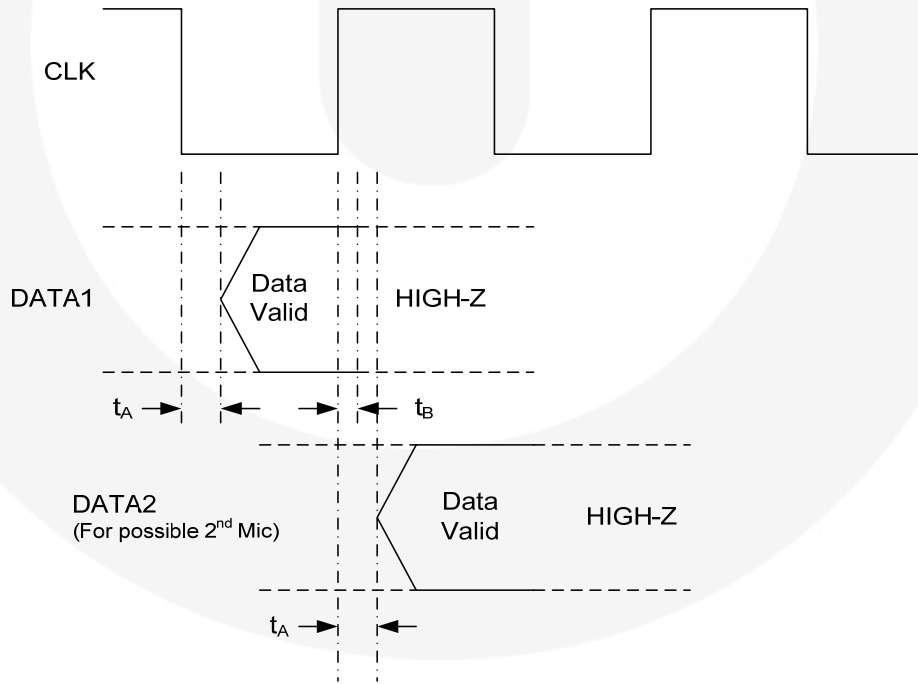 CLK
DATA1
Data
Valid
HIGH-Z
tA
tB
DATA2
(For possible 2nd Mic)
Data
Valid
HIGH-Z
tA